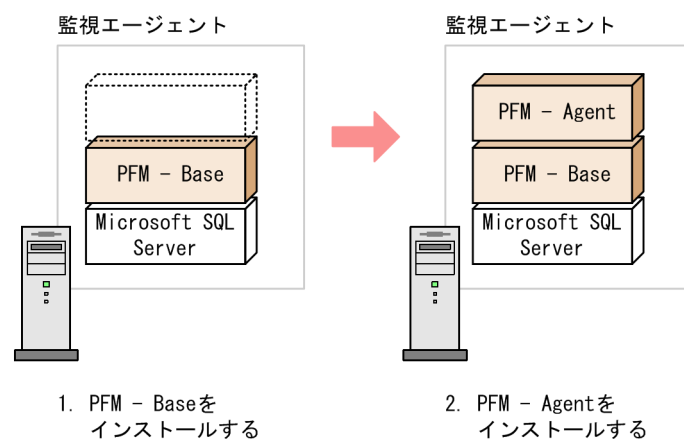 監視エージェント
PFM － Base
Microsoft SQL
Server
1. PFM － Baseを
インストールする
監視エージェント
PFM － Agent
PFM － Base
Microsoft SQL
Server
2. PFM － Agentを
インストールする